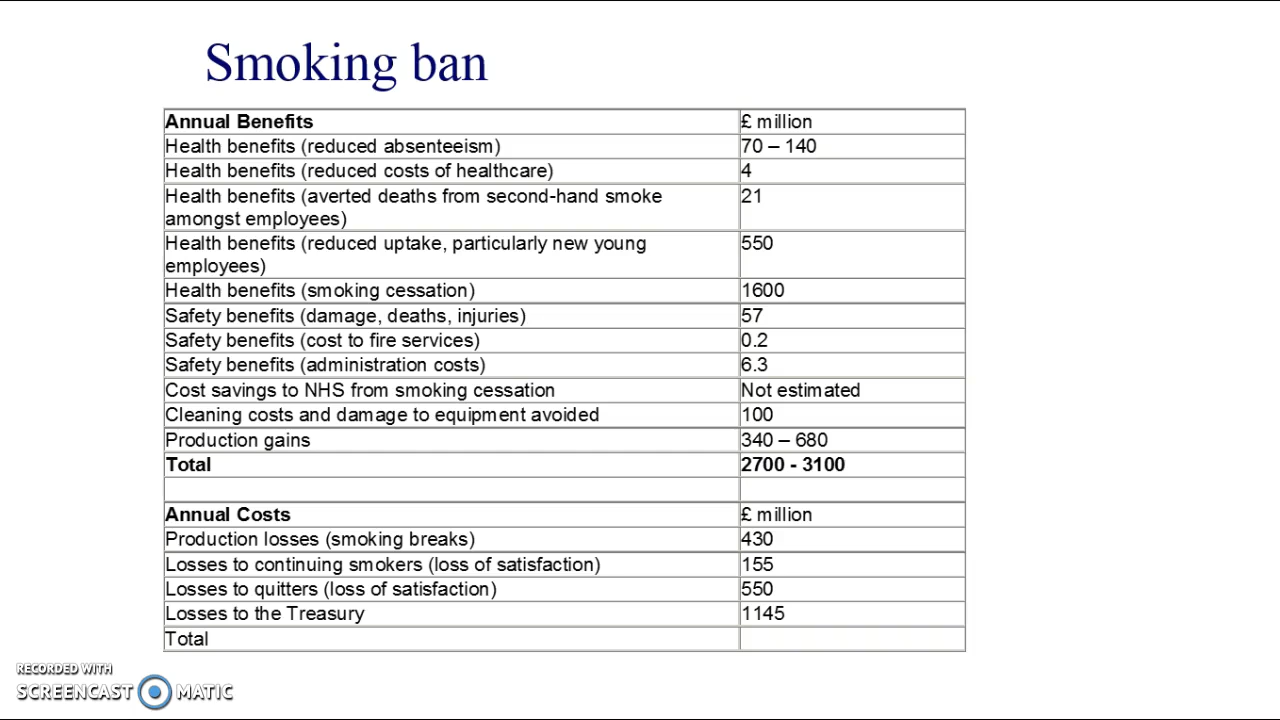 Smoking ban
Annual Benefits £ million
Health benefits (reduced absenteeism) 70 – 140
Health benefits (reduced costs of healthcare) 4
Health benefits (averted deaths from second-hand smoke 21
amongst employees)
Health benefits (reduced uptake, particularly new young 550
employees)
Health benefits (smoking cessation) 1600
Safety benefits (damage, deaths, injuries) 57
Safety benefits (cost to fire services) 0.2
Safety benefits (administration costs) 6.3
Cost savings to NHS from smoking cessation Not estimated
Cleaning costs and damage to equipment avoided 100
Production gains 340 – 680
Total 2700 - 3100
Annual Costs £ million
Production losses (smoking breaks) 430
Losses to continuing smokers (loss of satisfaction) 155
Losses to quitters (loss of satisfaction) 550
Losses to the Treasury 1145
Total
RECORDED WITH
SCREENCAST MATIC